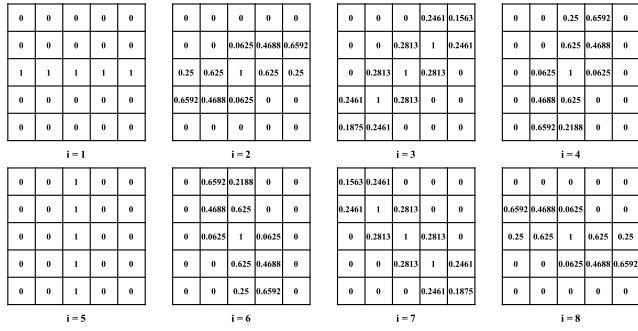 0 0 0 0 0
0 0 0 0 0
1 1 1 1 1
0 0 0 0 0
0 0 0 0 0
i = 1
0 0 0 0 0
0 0 0.0625 0.4688 0.6592
0.25 0.625 1 0.625 0.25
0.6592 0.4688 0.0625 0 0
0 0 0 0 0
i = 2
0 0 0 0.2461 0.1563
0 0 0.2813 1 0.2461
0 0.2813 1 0.2813 0
0.2461 1 0.2813 0 0
0.1875 0.2461 0 0 0
i = 3
0 0 0.25 0.6592 0
0 0 0.625 0.4688 0
0 0.0625 1 0.0625 0
0 0.4688 0.625 0 0
0 0.6592 0.2188 0 0
i = 4
0 0 1 0 0
0 0 1 0 0
0 0 1 0 0
0 0 1 0 0
0 0 1 0 0
i = 5
0 0.6592 0.2188 0 0
0 0.4688 0.625 0 0
0 0.0625 1 0.0625 0
0 0 0.625 0.4688 0
0 0 0.25 0.6592 0
i = 6
0.1563 0.2461 0 0 0
0.2461 1 0.2813 0 0
0 0.2813 1 0.2813 0
0 0 0.2813 1 0.2461
0 0 0 0.2461 0.1875
i = 7
0 0 0 0 0
0.6592 0.4688 0.0625 0 0
0.25 0.625 1 0.625 0.25
0 0 0.0625 0.4688 0.6592
0 0 0 0 0
i = 8